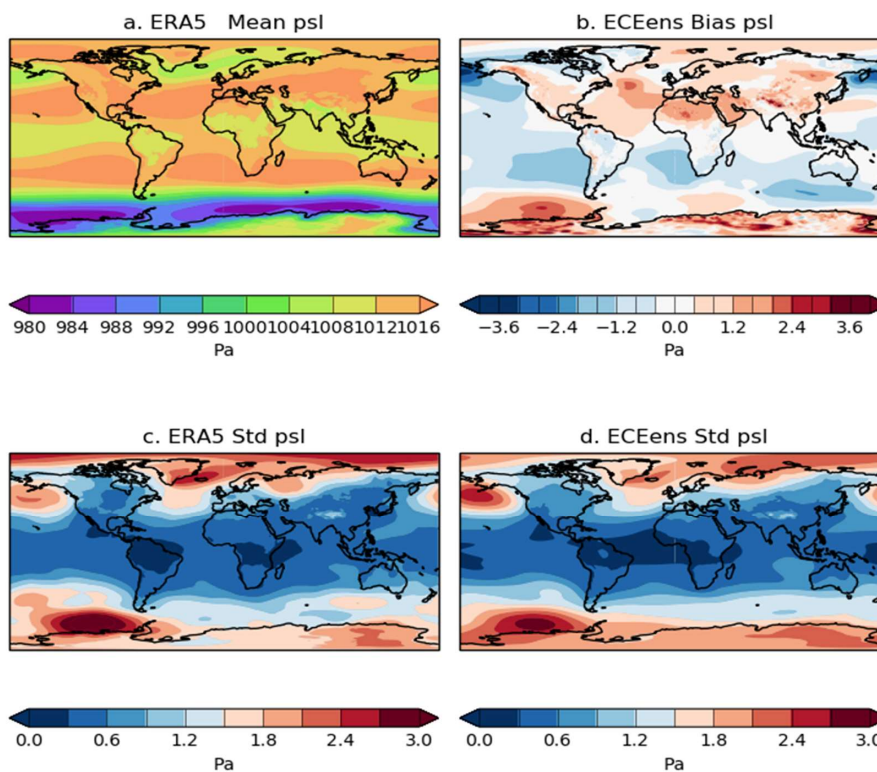 a. ERA5   Mean psl
b. ECEens Bias psl
980 984 988 992 996 1000 1004 1008 1012 1016
Pa
−3.6 −2.4 −1.2 0.0 1.2 2.4 3.6
Pa
c. ERA5 Std psl
d. ECEens Std psl
0.0 0.6 1.2 1.8 2.4 3.0
Pa
0.0 0.6 1.2 1.8 2.4 3.0
Pa